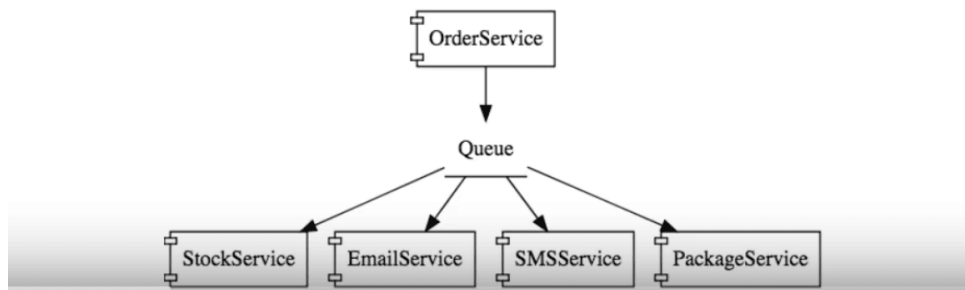 OrderService
Queue
StockService
EmailService
SMSService
PackageService